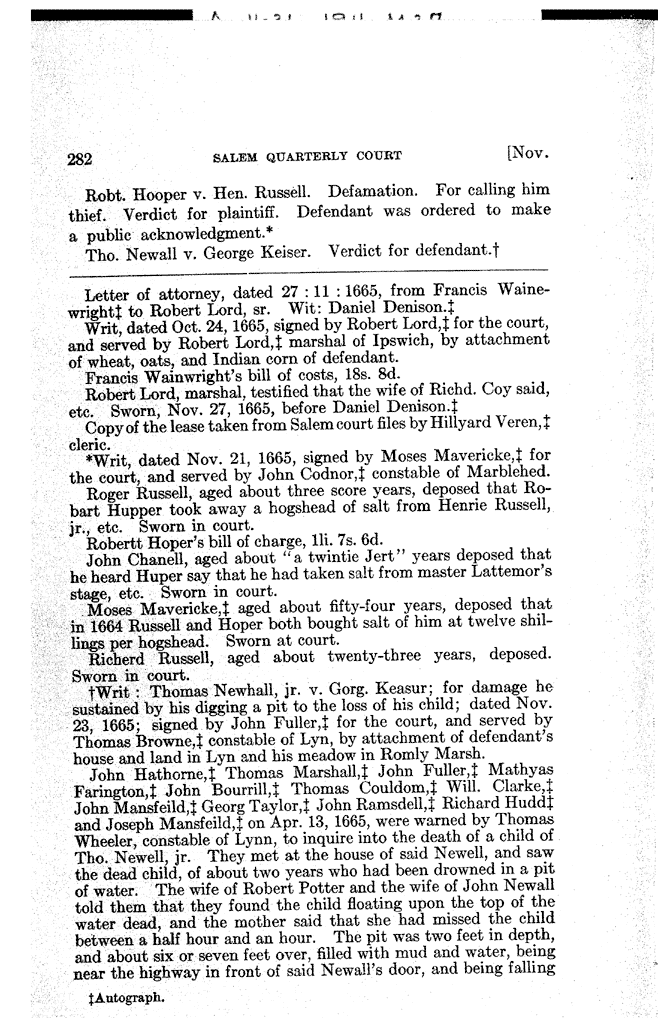 282 SALEM QUARTERLY COURT [Nov.
Robt. Hooper v. Hen. Russell. Defamation. For calling him
thief. Verdict for plaintiff. Defendant was ordered to make
a public acknowledgment.*
Tho. Newall v. George Keiser. Verdict for defendant.†
Letter of attorney, dated 27 : 11 : 1665, from Francis Waine-
wright‡ to Robert Lord, sr. Wit: Daniel Denison.‡
Writ, dated Oct. 24, 1665, signed by Robert Lord,‡ for the court,
and served by Robert Lord,‡ marshal of Ipswich, by attachment
of wheat, oats, and Indian corn of defendant.
Francis Wainwright's bill of costs, 18s. 8d.
Robert Lord, marshal, testified that the wife of Richd. Coy said,
etc. Sworn, Nov. 27, 1665, before Daniel Denison.‡
Copy of the lease taken from Salem court files by Hillyard Veren,‡
cleric.
*Writ, dated Nov. 21, 1665, signed by Moses Mavericke,‡ for
the court, and served by John Codnor,‡ constable of Marblehed.
Roger Russell, aged about three score years, deposed that Ro-
bart Hupper took away a hogshead of salt from Henrie Russell,
jr., etc. Sworn in court.
Robertt Hoper's bill of charge, 1li. 7s. 6d.
John Chanell, aged about "a twintie Jert" years deposed that
he heard Huper say that he had taken salt from master Lattemor's
stage, etc. Sworn in court.
Moses Mavericke,‡ aged about fifty-four years, deposed that
in 1664 Russell and Hoper both bought salt of him at twelve shil-
lings per hogshead. Sworn at court.
Richerd Russell, aged about twenty-three years, deposed.
Sworn in court.
†Writ : Thomas Newhall, jr. v. Gorg. Keasur; for damage he
sustained by his digging a pit to the loss of his child; dated Nov.
23, 1665; signed by John Fuller,‡ for the court, and served by
Thomas Browne,‡ constable of Lyn, by attachment of defendant's
house and land in Lyn and his meadow in Romly Marsh.
John Hathorne,‡ Thomas Marshall,‡ John Fuller,‡ Mathyas
Farington,‡ John Bourrill,‡ Thomas Couldom,‡ Will. Clarke,‡
John Mansfeild,‡ Georg Taylor,‡ John Ramsdell,‡ Richard Hudd‡
and Joseph Mansfeild,‡ on Apr. 13, 1665, were warned by Thomas
Wheeler, constable of Lynn, to inquire into the death of a child of
Tho. Newell, jr. They met at the house of said Newell, and saw
the dead child, of about two years who had been drowned in a pit
of water. The wife of Robert Potter and the wife of John Newall
told them that they found the child floating upon the top of the
water dead, and the mother said that she had missed the child
between a half hour and an hour. The pit was two feet in depth,
and about six or seven feet over, filled with mud and water, being
near the highway in front of said Newall's door, and being falling
‡Autograph.